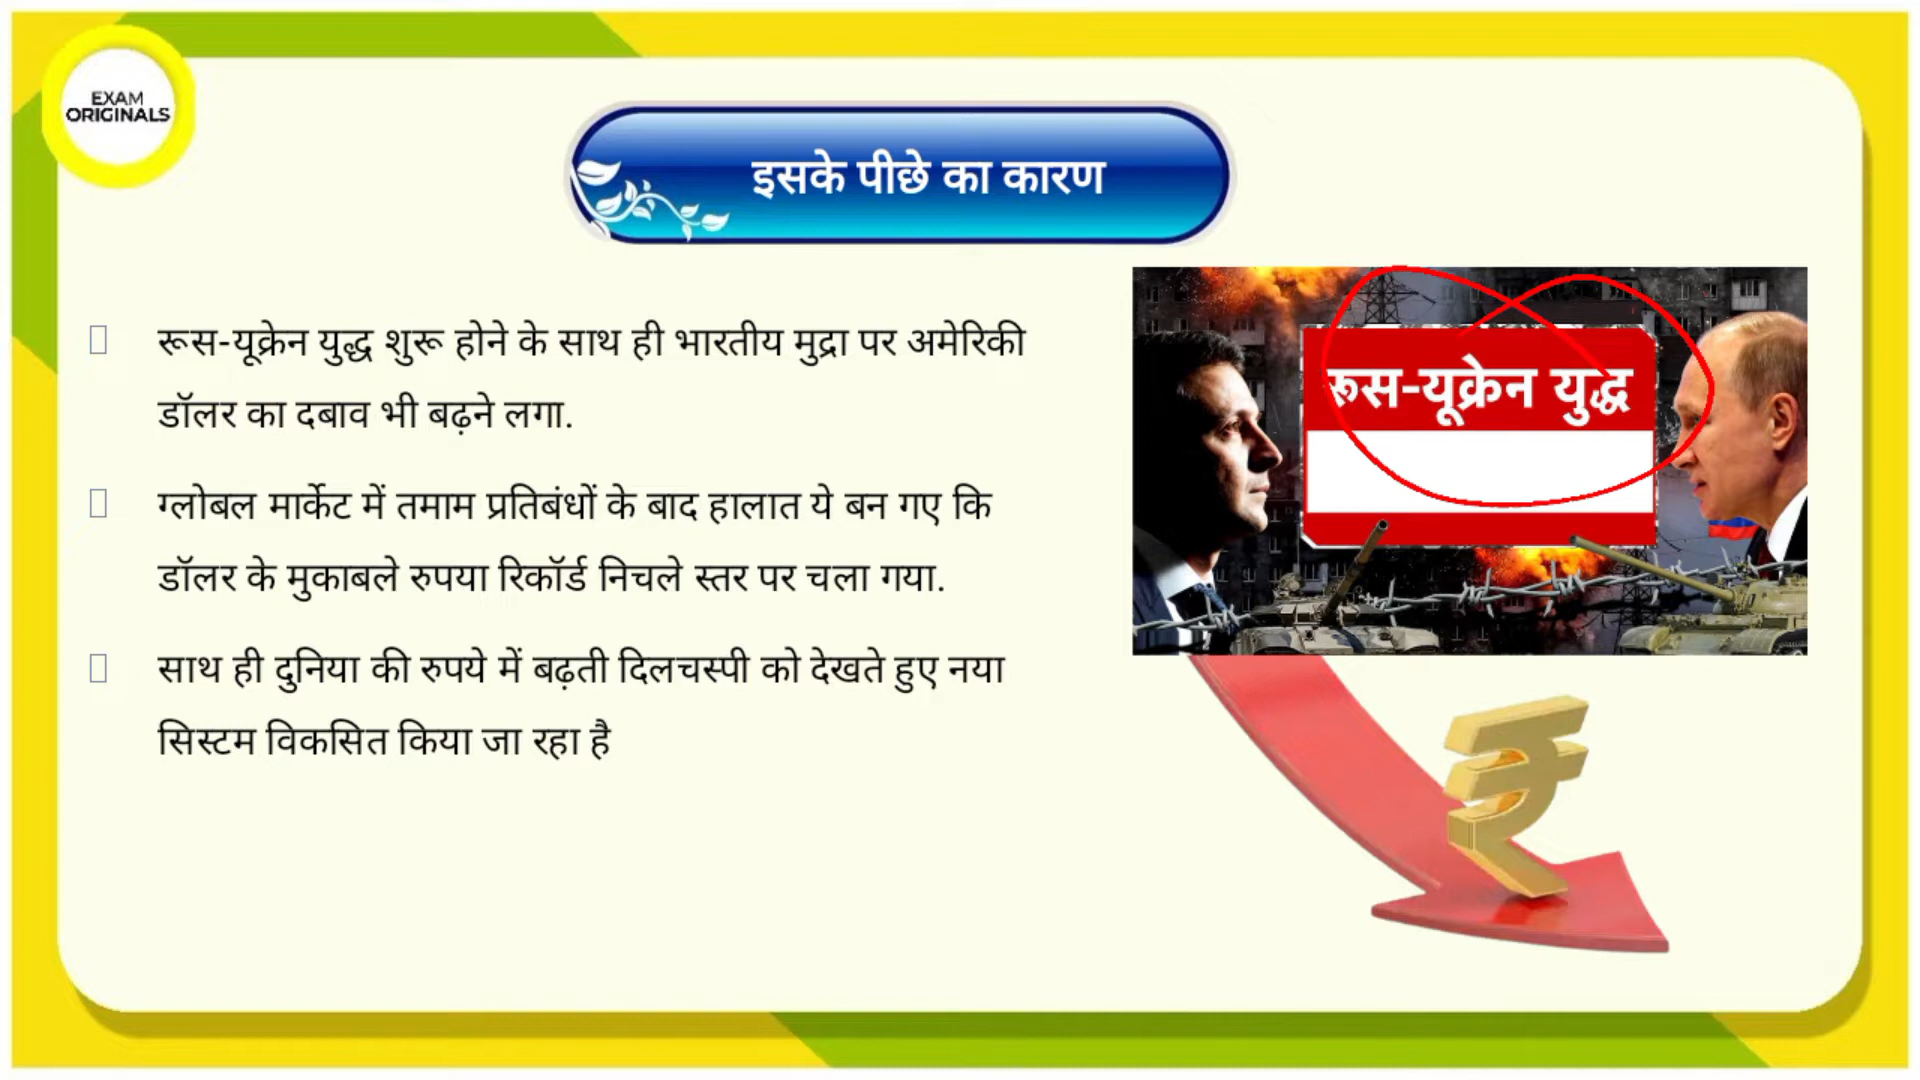 EXAM
ORIGINALS
इसके पीछे का कारण
रूस-यूक्रेन युद्ध शुरू होने के साथ ही भारतीय मुद्रा पर अमेरिकी
डॉलर का दबाव भी बढ़ने लगा.
ग्लोबल मार्केट में तमाम प्रतिबंधों के बाद हालात ये बन गए कि
डॉलर के मुकाबले रुपया रिकॉर्ड निचले स्तर पर चला गया.
साथ ही दुनिया की रुपये में बढ़ती दिलचस्पी को देखते हुए नया
सिस्टम विकसित किया जा रहा है
रूस-यूक्रेन युद्ध
₹